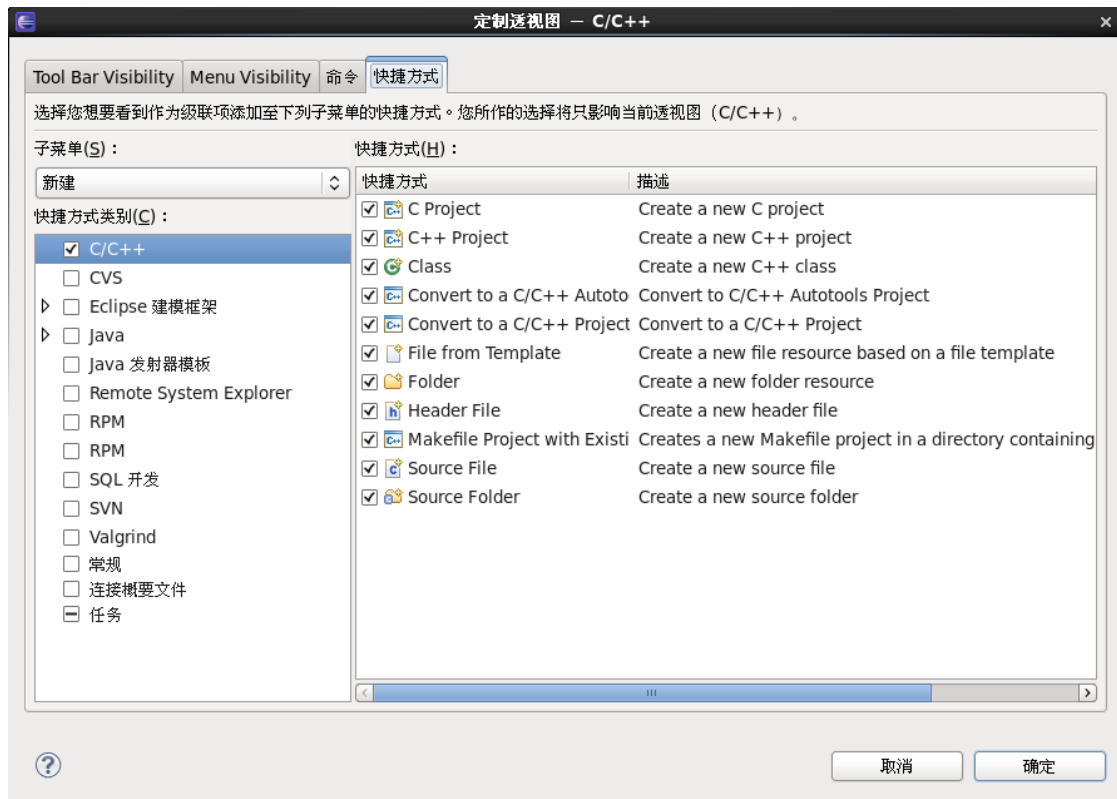 定制透视图 － C/C++
Tool Bar Visibility
Menu Visibility
命令
快捷方式
选择您想要看到作为级联项添加至下列子菜单的快捷方式。您所作的选择将只影响当前透视图（C/C++）。
子菜单(S)：
新建
快捷方式类别(C)：
C/C++
CVS
Eclipse 建模框架
Java
Java 发射器模板
Remote System Explorer
RPM
RPM
SQL 开发
SVN
Valgrind
常规
连接概要文件
任务
快捷方式(H)：
快捷方式 描述
C Project Create a new C project
C++ Project Create a new C++ project
Class Create a new C++ class
Convert to a C/C++ Autoto Convert to C/C++ Autotools Project
Convert to a C/C++ Project Convert to a C/C++ Project
File from Template Create a new file resource based on a file template
Folder Create a new folder resource
Header File Create a new header file
Makefile Project with Existi Creates a new Makefile project in a directory containing
Source File Create a new source file
Source Folder Create a new source folder
取消
确定